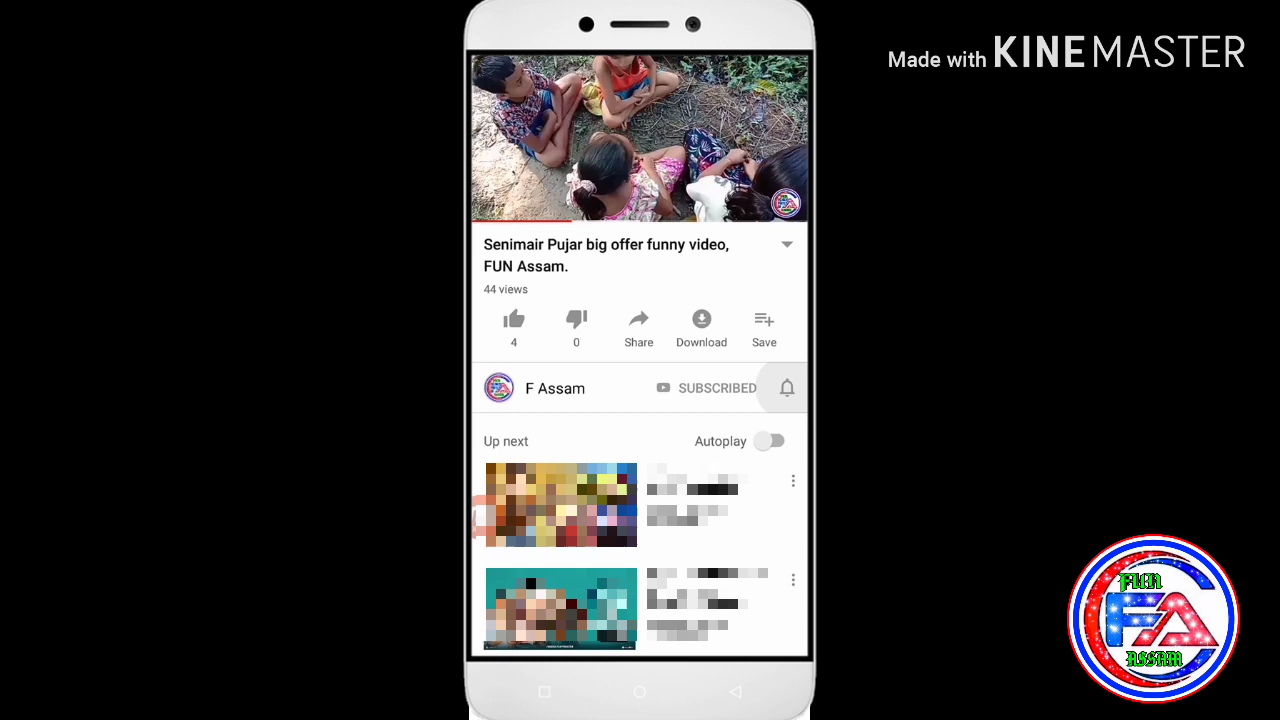 Made with KINEMASTER
Senimair Pujar big offer funny video,
FUN Assam.
44 views
4
0
Share
Download
Save
F Assam
SUBSCRIBED
Up next
Autoplay
FUN
FA
ASSAM